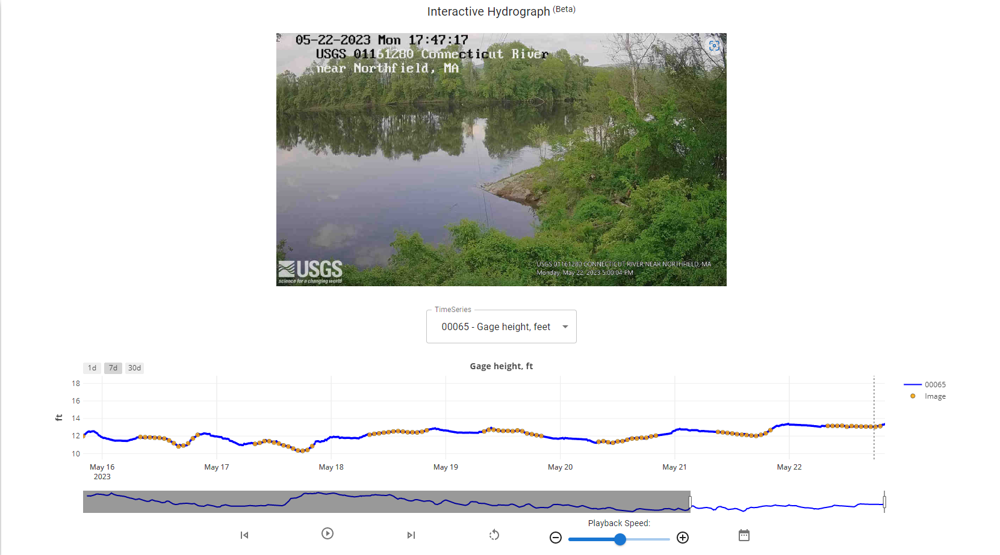 Interactive Hydrograph (Beta)
05-22-2023 Mon 17:47:17
USGS 01161280 Connecticut River
near Northfield, MA
USGS
science for a changing world
USGS 01161280 CONNECTICUT RIVER NEAR NORTHFIELD, MA
Monday, May 22, 2023 5:00:04 PM
TimeSeries
00065 - Gage height, feet
1d 7d 30d
Gage height, ft
18
16
14
12
10
ft
00065
Image
May 16 May 17 May 18 May 19 May 20 May 21 May 22
2023
Playback Speed: